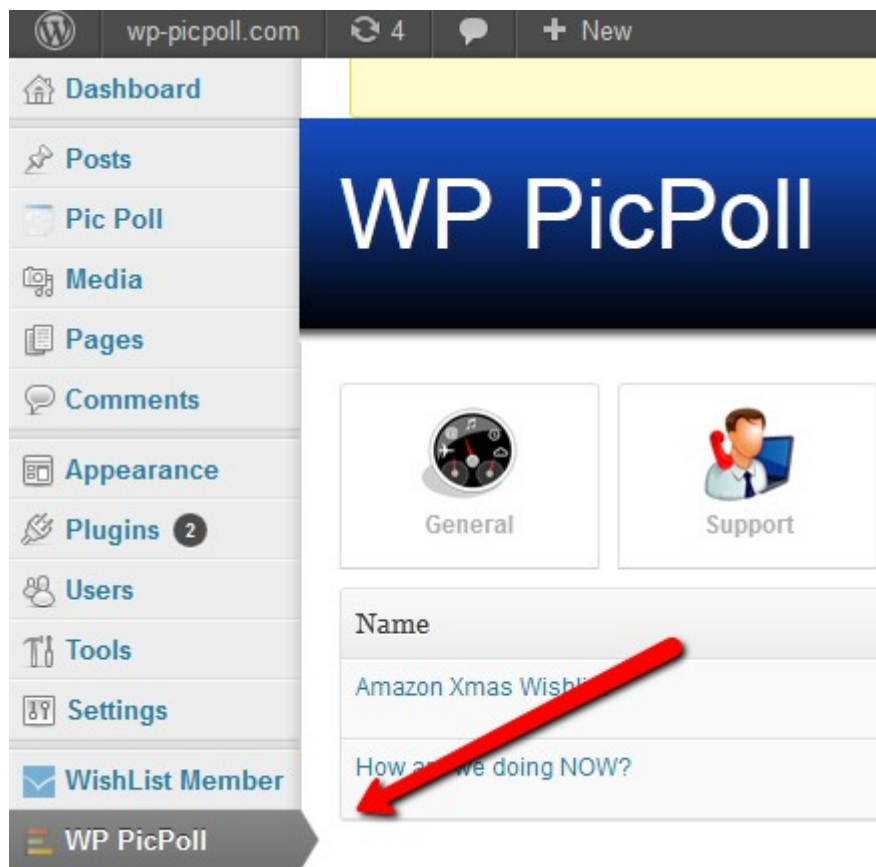 wp-picpoll.com 4 + New
Dashboard
Posts
Pic Poll
Media
Pages
Comments
Appearance
Plugins 2
Users
Tools
Settings
WishList Member
WP PicPoll
WP PicPoll
General Support
Name
Amazon Xmas
How we doing NOW?